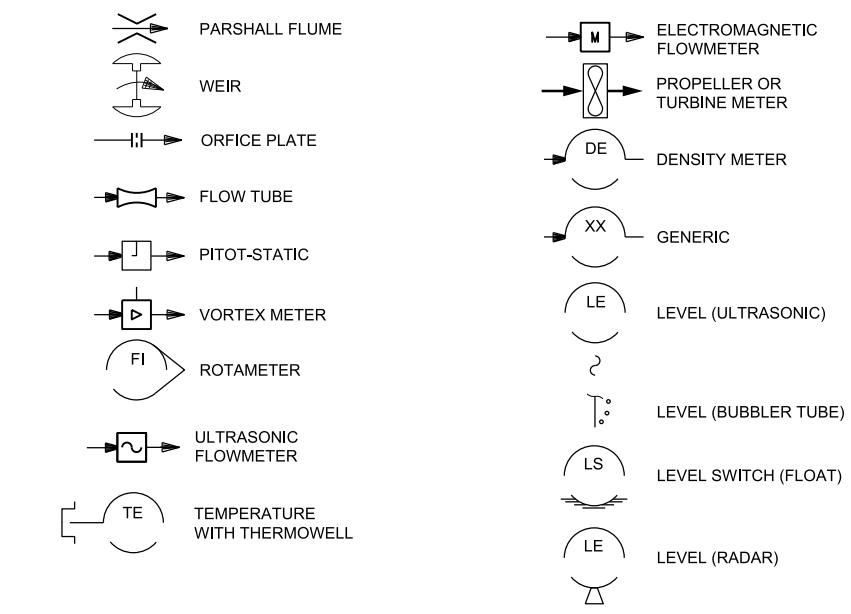 PARSHALL FLUME
WEIR
ORFICE PLATE
FLOW TUBE
PITOT-STATIC
VORTEX METER
FI
ROTAMETER
ULTRASONIC
FLOWMETER
TE
TEMPERATURE
WITH THERMOWELL
M
ELECTROMAGNETIC
FLOWMETER
PROPELLER OR
TURBINE METER
DE
DENSITY METER
XX
GENERIC
LE
LEVEL (ULTRASONIC)
LEVEL (BUBBLER TUBE)
LS
LEVEL SWITCH (FLOAT)
LE
LEVEL (RADAR)